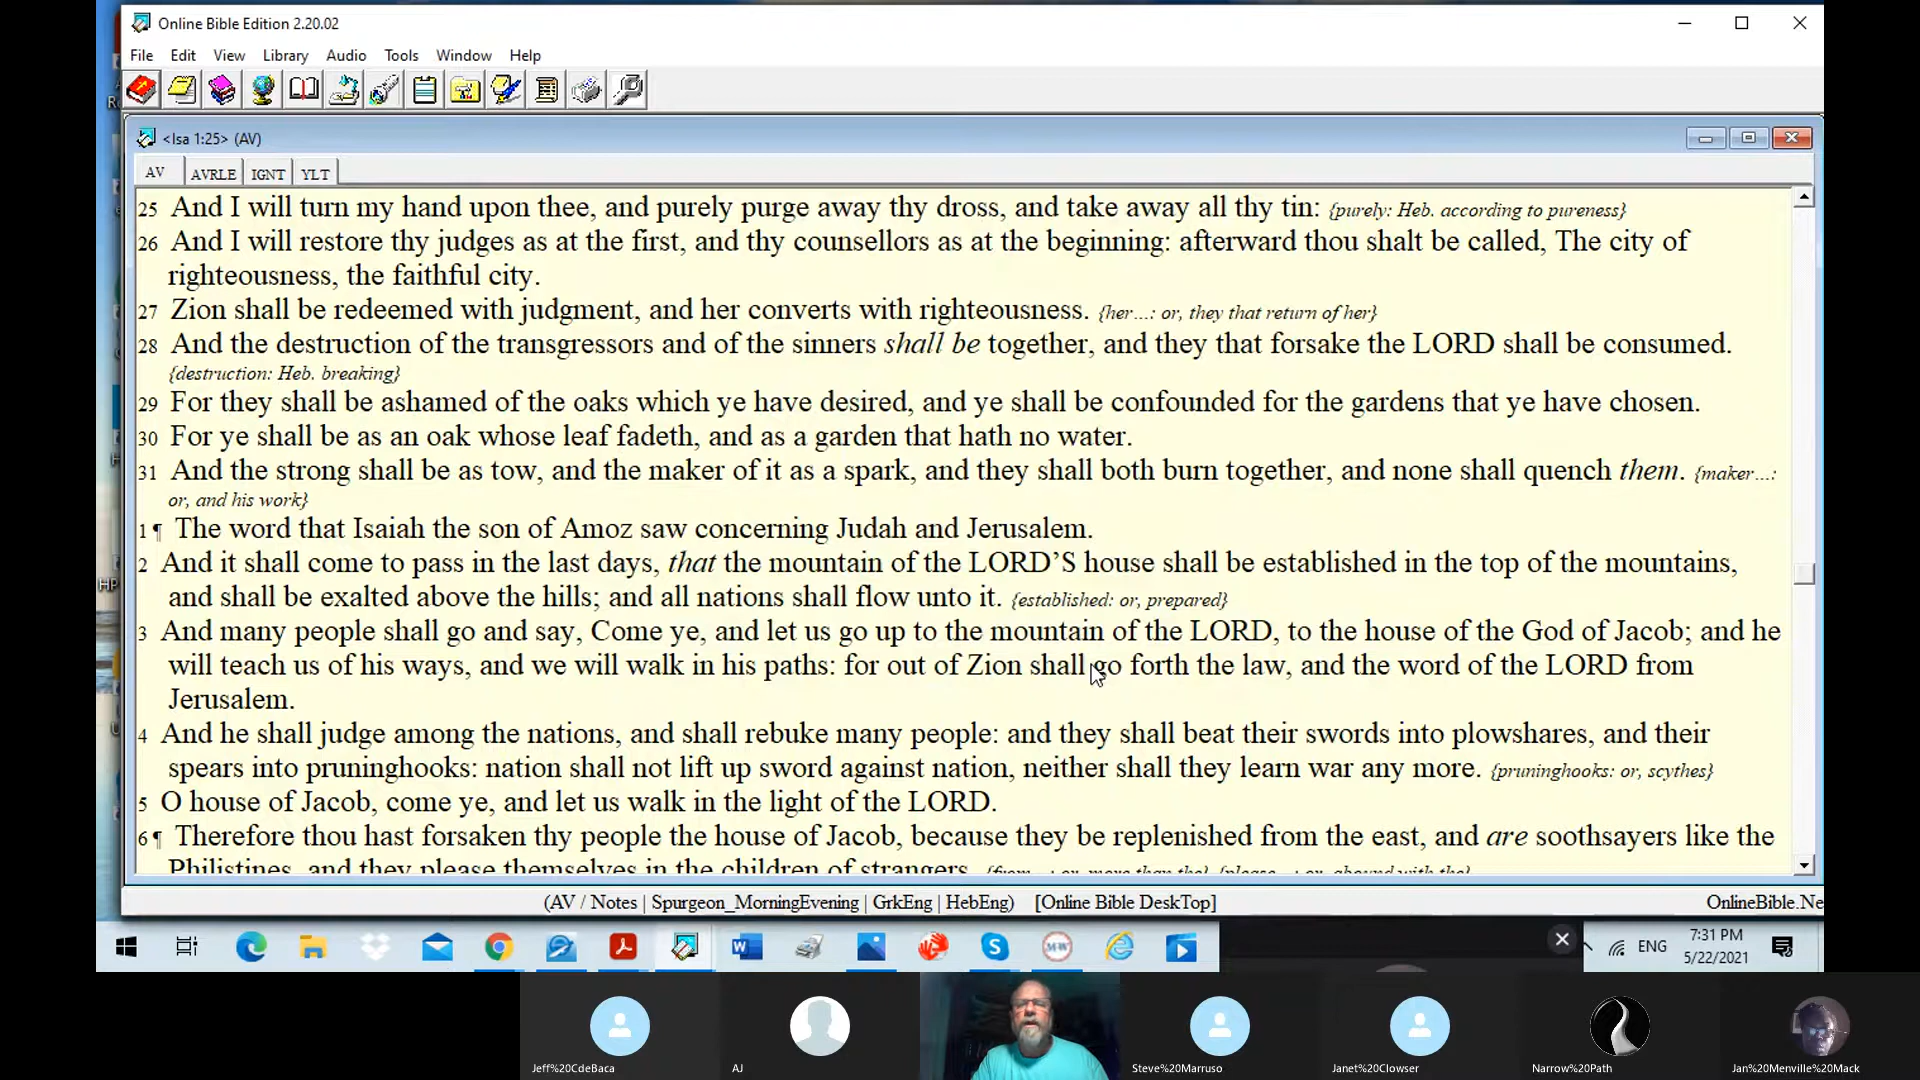 Online Bible Edition 2.20.02
File Edit View Library Audio Tools Window Help
<Isa 1:25> (AV)
AV AVRLE IGNT YLT
25 And I will turn my hand upon thee, and purely purge away thy dross, and take away all thy tin: {purely: Heb. according to pureness}
26 And I will restore thy judges as at the first, and thy counsellors as at the beginning: afterward thou shalt be called, The city of
righteousness, the faithful city.
27 Zion shall be redeemed with judgment, and her converts with righteousness. {her…: or, they that return of her}
28 And the destruction of the transgressors and of the sinners shall be together, and they that forsake the LORD shall be consumed.
{destruction: Heb. breaking}
29 For they shall be ashamed of the oaks which ye have desired, and ye shall be confounded for the gardens that ye have chosen.
30 For ye shall be as an oak whose leaf fadeth, and as a garden that hath no water.
31 And the strong shall be as tow, and the maker of it as a spark, and they shall both burn together, and none shall quench them. {maker…:
or, and his work}
1 ¶ The word that Isaiah the son of Amoz saw concerning Judah and Jerusalem.
2 And it shall come to pass in the last days, that the mountain of the LORD’S house shall be established in the top of the mountains,
and shall be exalted above the hills; and all nations shall flow unto it. {established: or, prepared}
3 And many people shall go and say, Come ye, and let us go up to the mountain of the LORD, to the house of the God of Jacob; and he
will teach us of his ways, and we will walk in his paths: for out of Zion shall go forth the law, and the word of the LORD from
Jerusalem.
4 And he shall judge among the nations, and shall rebuke many people: and they shall beat their swords into plowshares, and their
spears into pruninghooks: nation shall not lift up sword against nation, neither shall they learn war any more. {pruninghooks: or, scythes}
5 O house of Jacob, come ye, and let us walk in the light of the LORD.
6 ¶ Therefore thou hast forsaken thy people the house of Jacob, because they be replenished from the east, and are soothsayers like the
Philistines, and they please themselves in the children of strangers. {from…: or, more than the} {please…: or, abound with the}
(AV / Notes | Spurgeon_MorningEvening | GrkEng | HebEng) [Online Bible DeskTop] OnlineBible.Ne
ENG
7:31 PM
5/22/2021
Jeff%20CdeBaca
AJ
Steve%20Marruso
Janet%20Clowser
Narrow%20Path
Jan%20Menville%20Mack